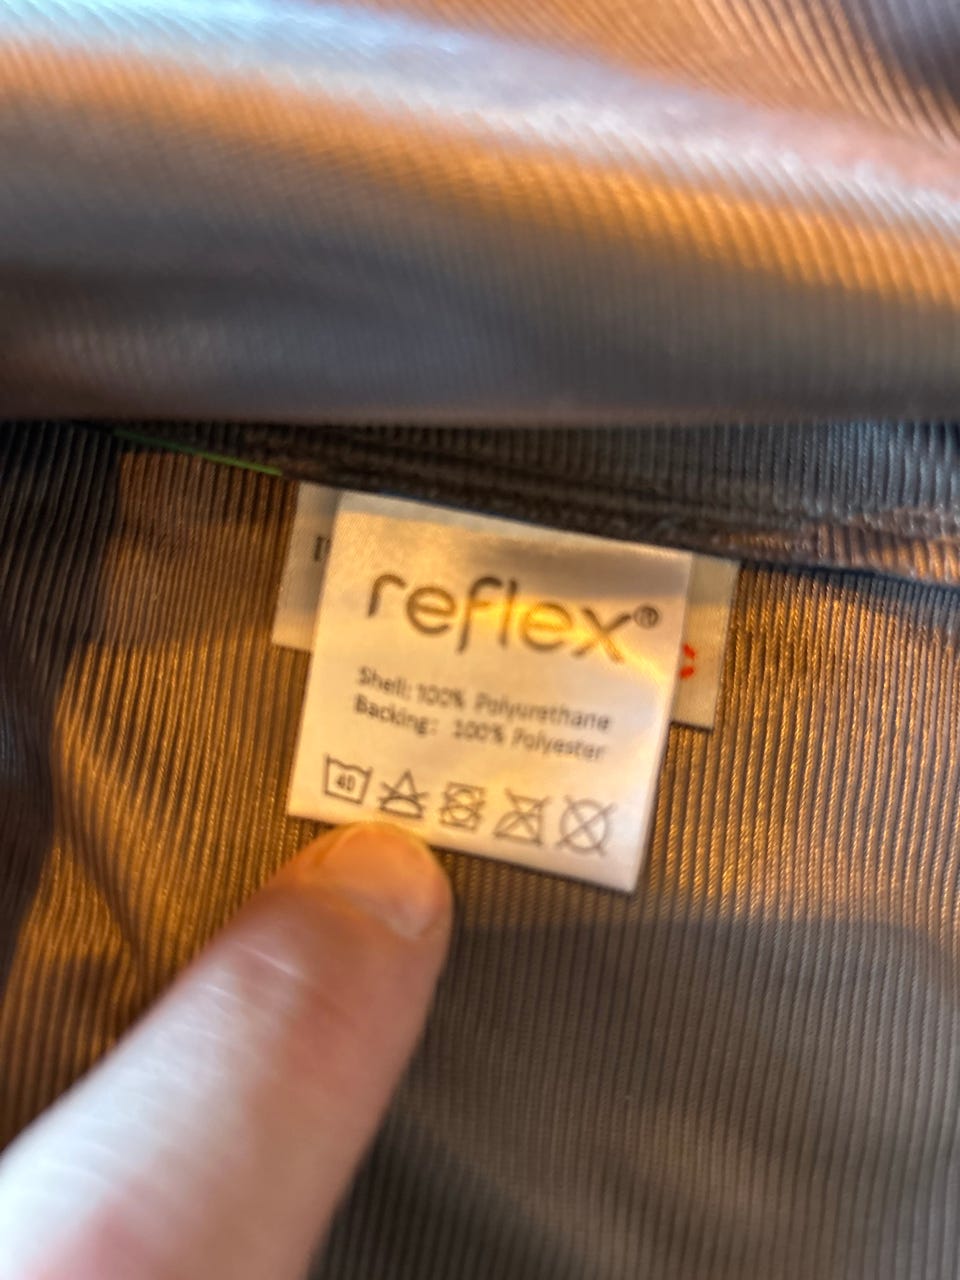 reflex®
Shell: 100% Polyurethane
Backing: 100% Polyester
40